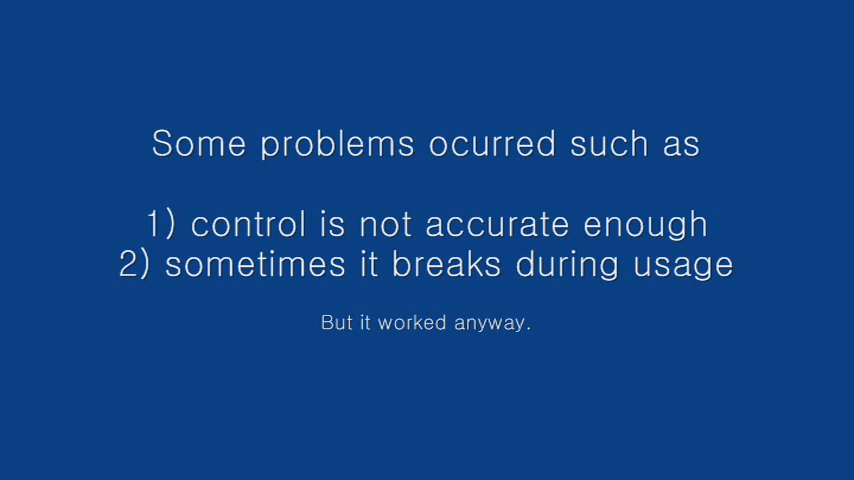 Some problems ocurred such as
1) control is not accurate enough
2) sometimes it breaks during usage
But it worked anyway.